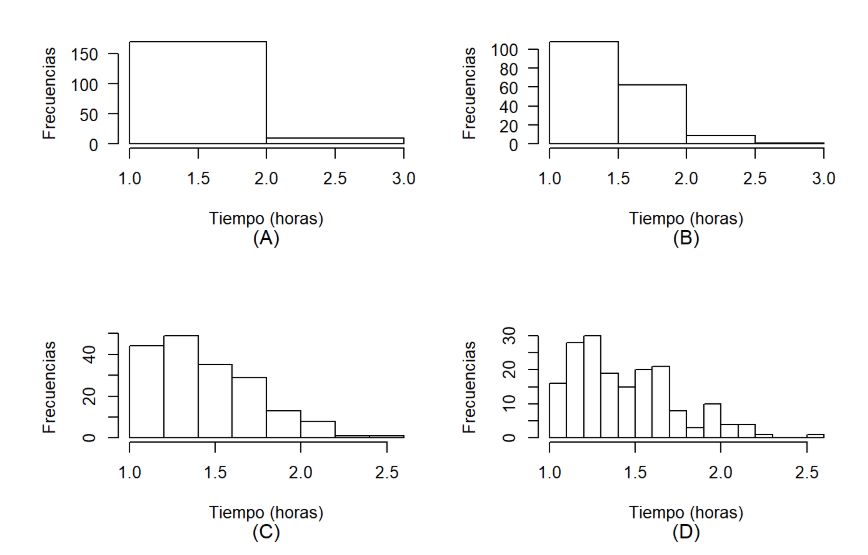 Frecuencias
150
100
50
0
1.0 1.5 2.0 2.5 3.0
Tiempo (horas)
(A)
Frecuencias
100
80
60
40
20
0
1.0 1.5 2.0 2.5 3.0
Tiempo (horas)
(B)
Frecuencias
40
20
0
1.0 1.5 2.0 2.5
Tiempo (horas)
(C)
Frecuencias
30
20
10
0
1.0 1.5 2.0 2.5
Tiempo (horas)
(D)